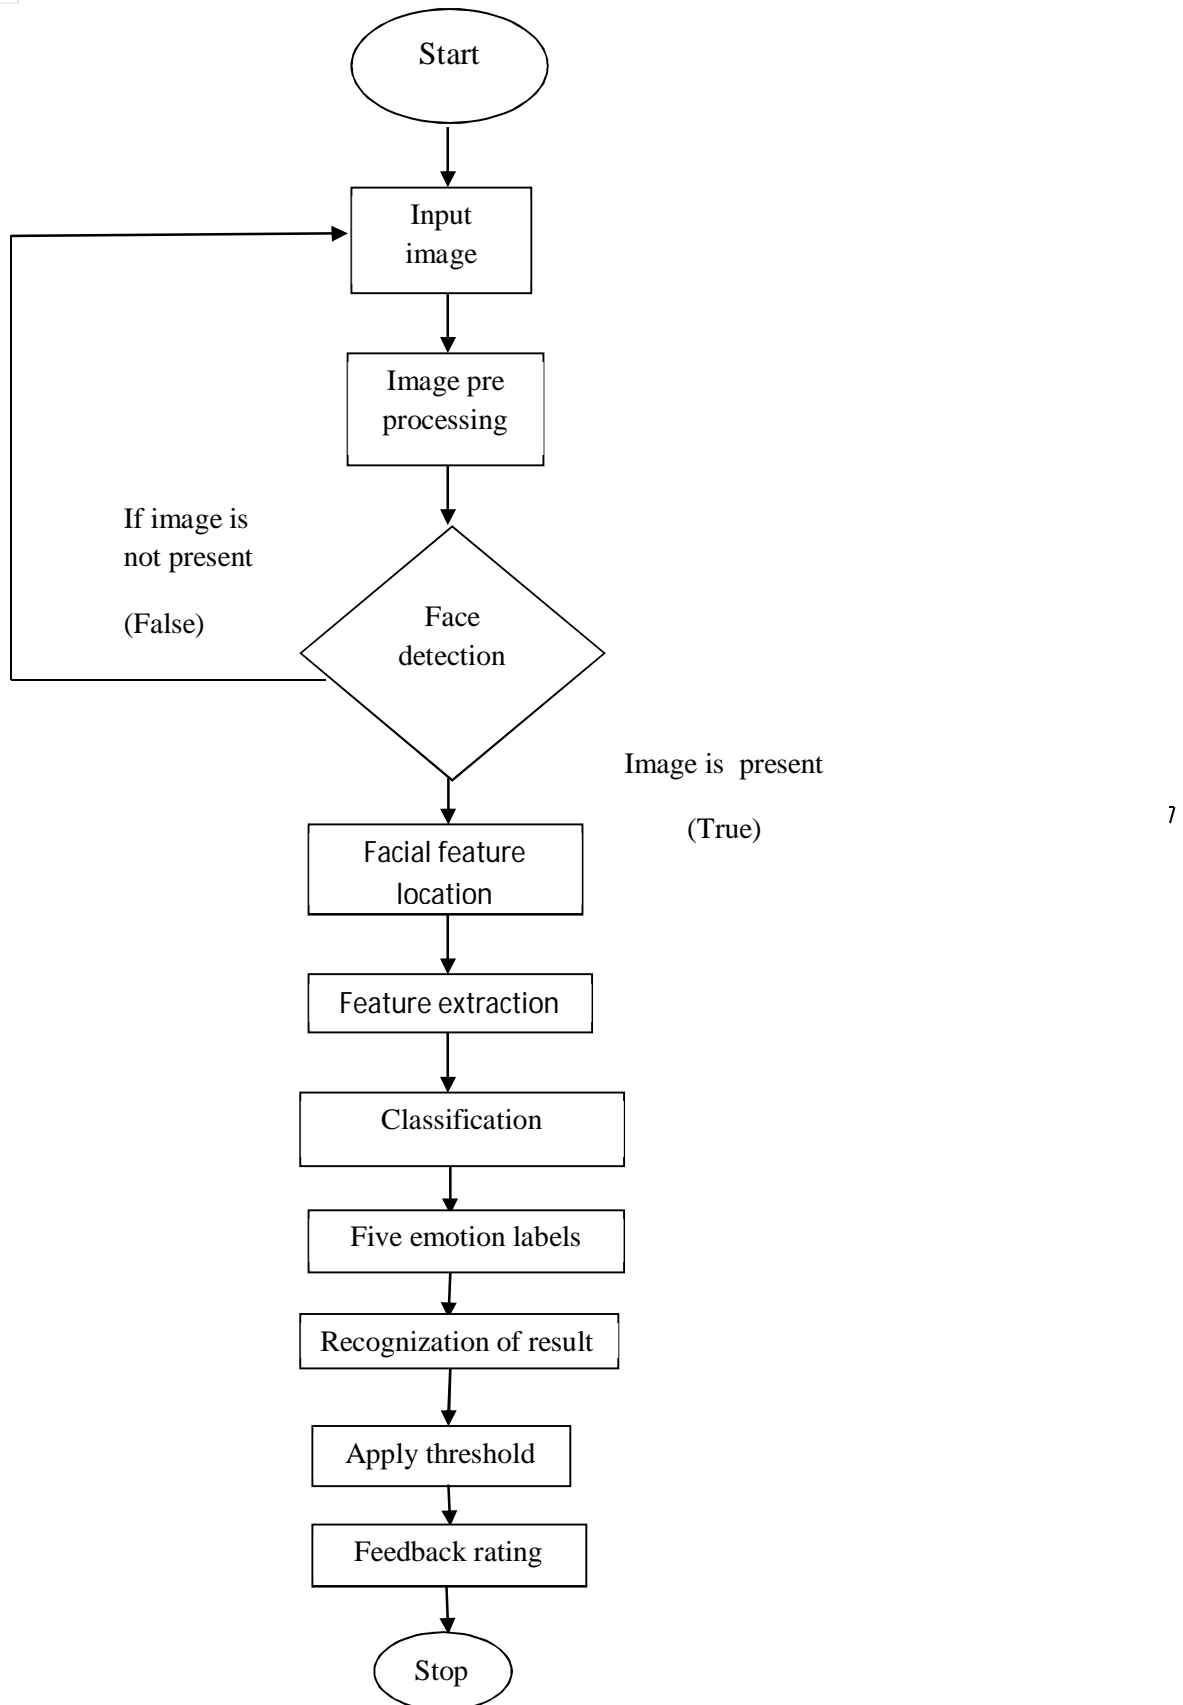 Start
Input
image
Image pre
processing
If image is
not present
(False)
Face
detection
Image is  present
(True)
Facial feature
location
Feature extraction
Classification
Five emotion labels
Recognization of result
Apply threshold
Feedback rating
Stop